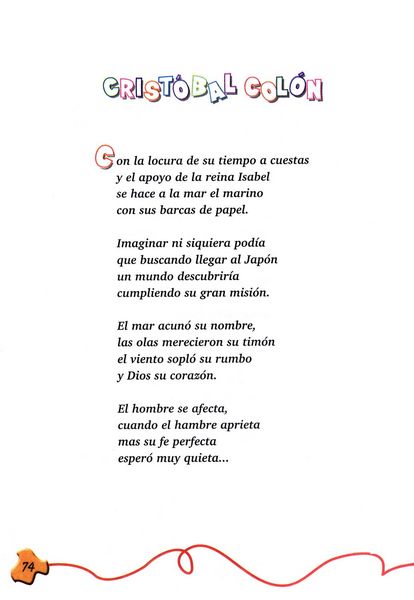 CRISTÓBAL COLÓN
Con la locura de su tiempo a cuestas
y el apoyo de la reina Isabel
se hace a la mar el marino
con sus barcas de papel.
Imaginar ni siquiera podía
que buscando llegar al Japón
un mundo descubriría
cumpliendo su gran misión.
El mar acunó su nombre,
las olas merecieron su timón
el viento sopló su rumbo
y Dios su corazón.
El hombre se afecta,
cuando el hambre aprieta
mas su fe perfecta
esperó muy quieta...
74